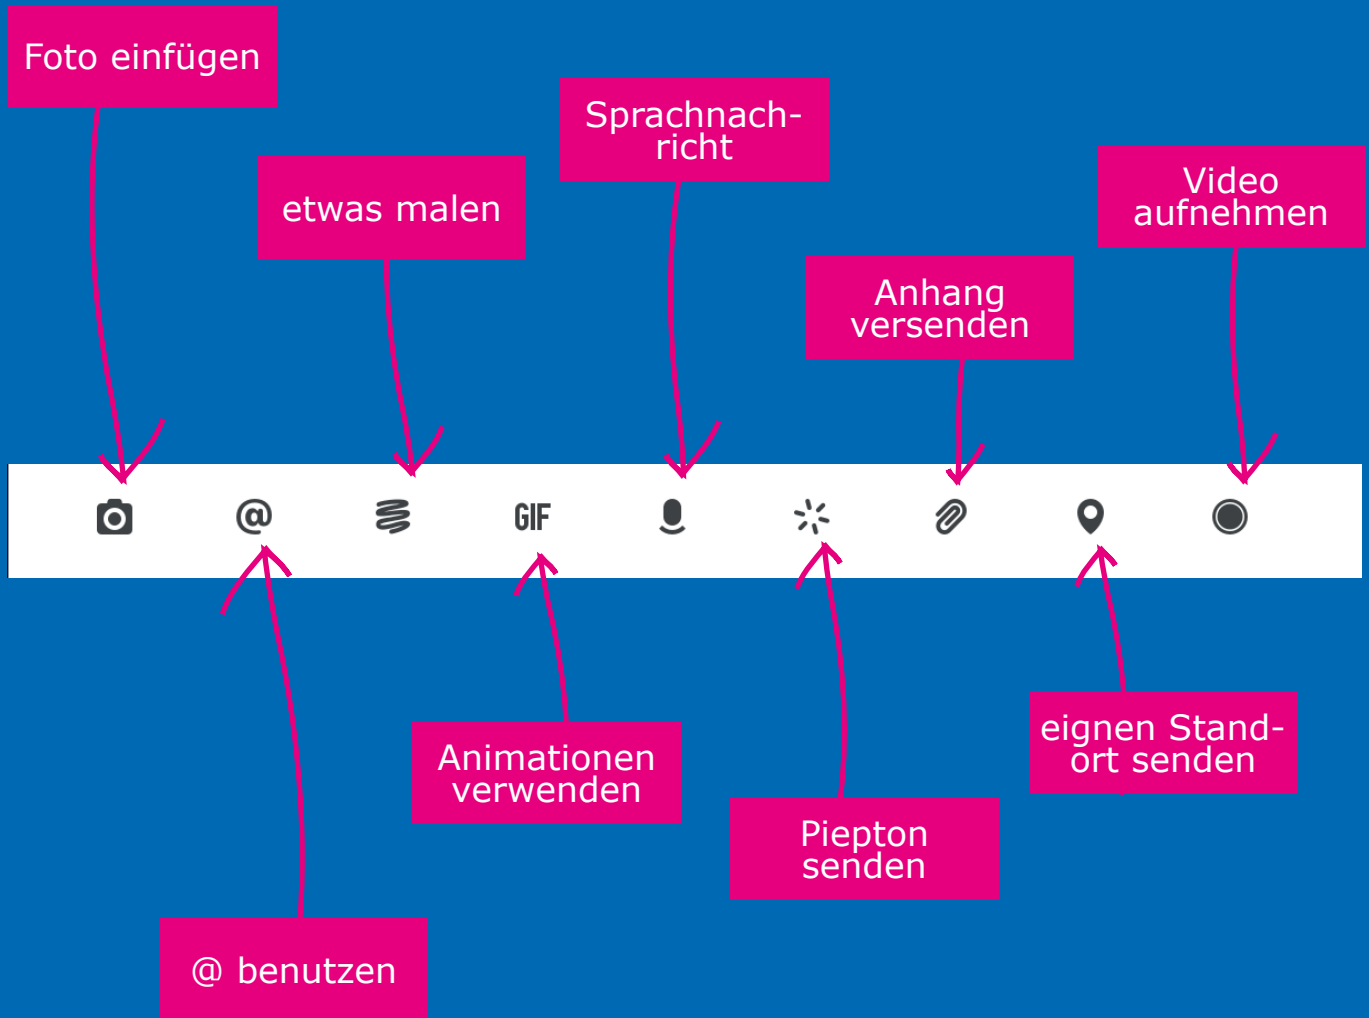 Foto einfügen
Sprachnach-
richt
etwas malen
Video
aufnehmen
Anhang
versenden
@
GIF
eignen Stand-
ort senden
Animationen
verwenden
Piepton
senden
@ benutzen